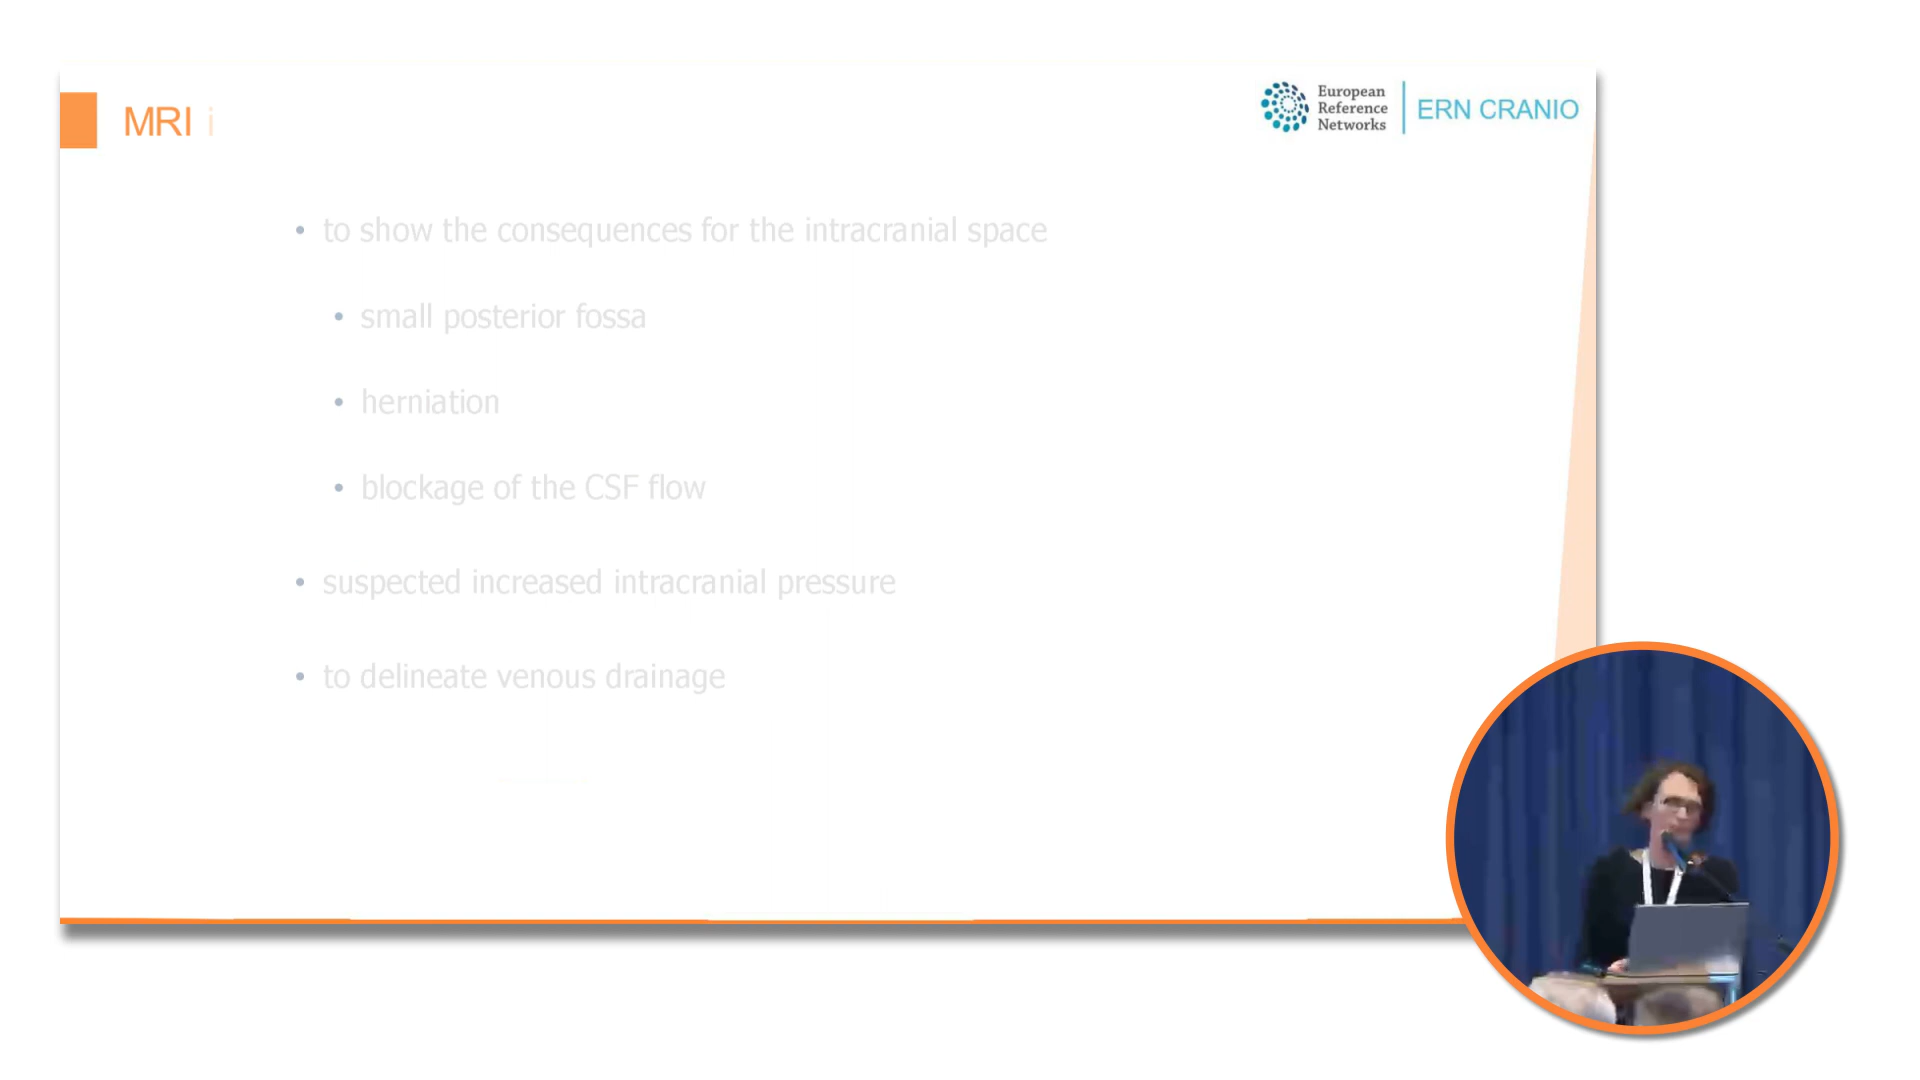 MRI i
European
Reference
Networks
ERN CRANIO
• to show the consequences for the intracranial space
• small posterior fossa
• herniation
• blockage of the CSF flow
• suspected increased intracranial pressure
• to delineate venous drainage